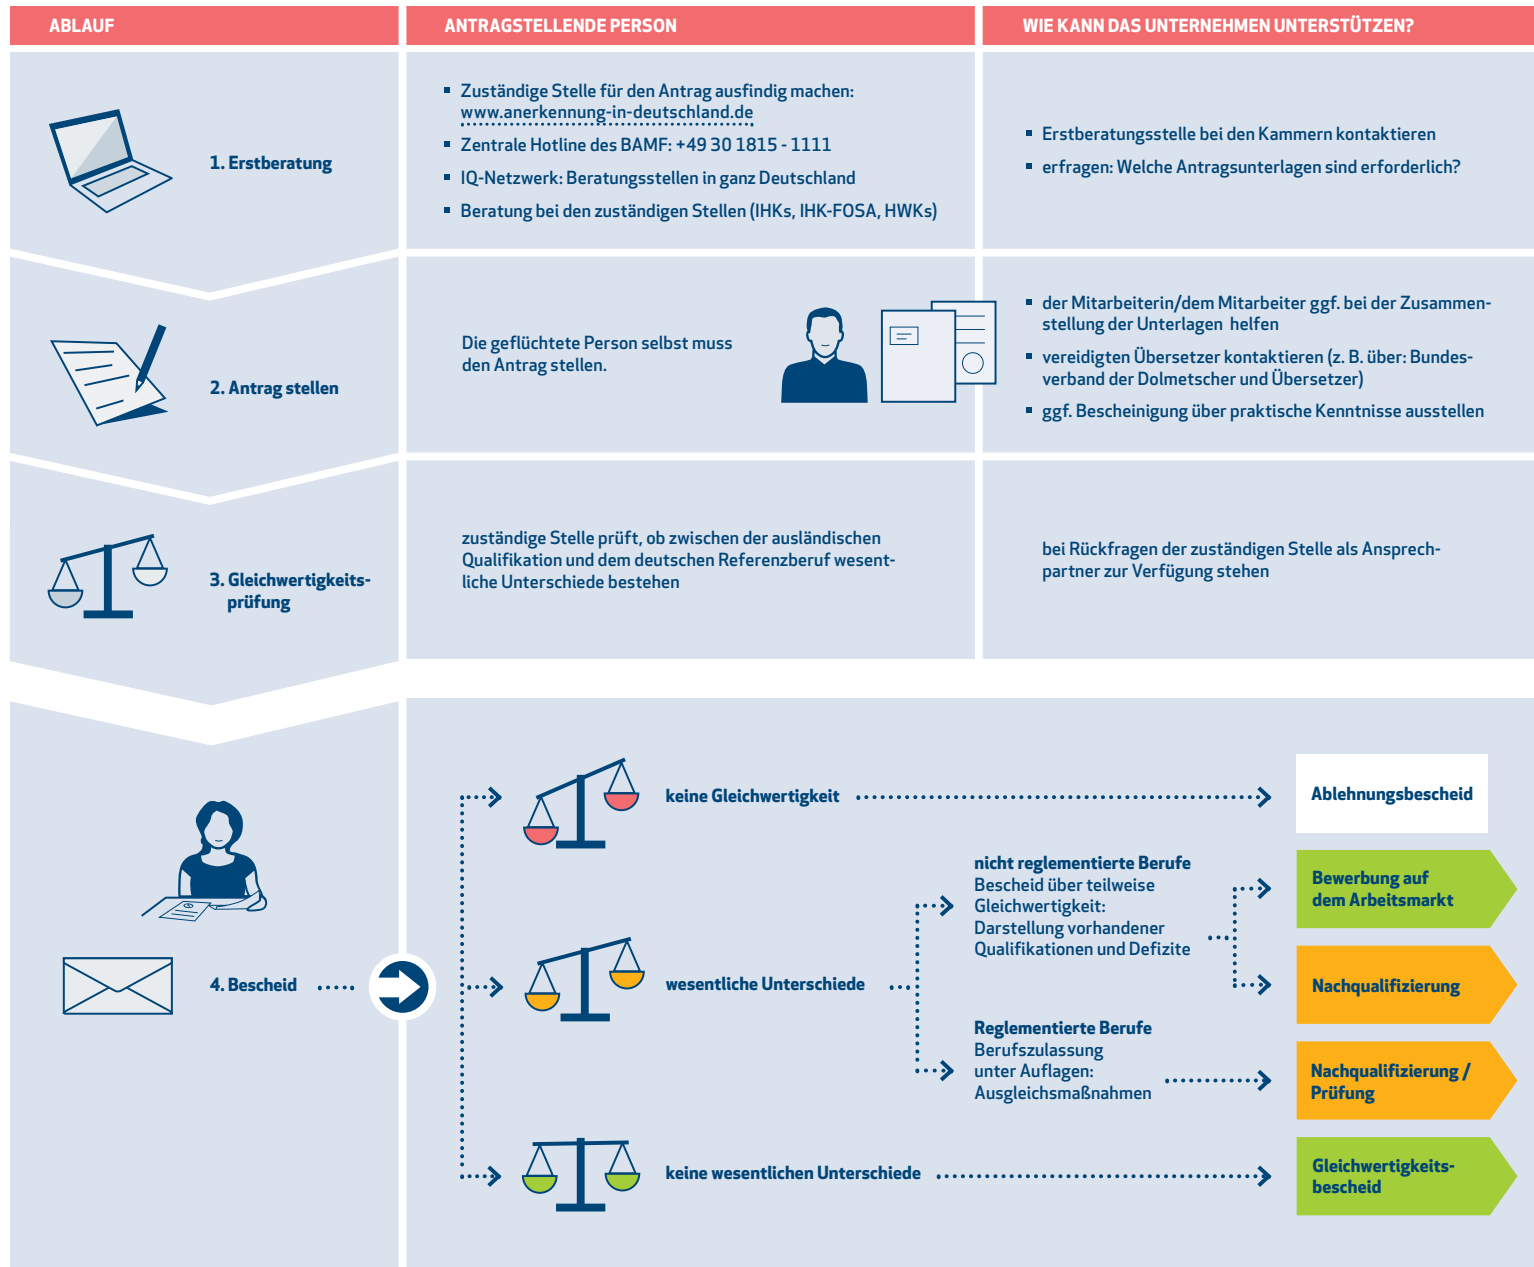 ABLAUF
ANTRAGSTELLENDE PERSON
WIE KANN DAS UNTERNEHMEN UNTERSTÜTZEN?
1. Erstberatung
▪ Zuständige Stelle für den Antrag ausfindig machen:
www.anerkennung-in-deutschland.de
▪ Zentrale Hotline des BAMF: +49 30 1815 - 1111
▪ IQ-Netzwerk: Beratungsstellen in ganz Deutschland
▪ Beratung bei den zuständigen Stellen (IHKs, IHK-FOSA, HWKs)
▪ Erstberatungsstelle bei den Kammern kontaktieren
▪ erfragen: Welche Antragsunterlagen sind erforderlich?
2. Antrag stellen
Die geflüchtete Person selbst muss
den Antrag stellen.
▪ der Mitarbeiterin/dem Mitarbeiter ggf. bei der Zusammen-
stellung der Unterlagen helfen
▪ vereidigten Übersetzer kontaktieren (z. B. über: Bundes-
verband der Dolmetscher und Übersetzer)
▪ ggf. Bescheinigung über praktische Kenntnisse ausstellen
3. Gleichwertigkeits-
prüfung
zuständige Stelle prüft, ob zwischen der ausländischen
Qualifikation und dem deutschen Referenzberuf wesent-
liche Unterschiede bestehen
bei Rückfragen der zuständigen Stelle als Ansprech-
partner zur Verfügung stehen
4. Bescheid
keine Gleichwertigkeit
Ablehnungsbescheid
wesentliche Unterschiede
nicht reglementierte Berufe
Bescheid über teilweise
Gleichwertigkeit:
Darstellung vorhandener
Qualifikationen und Defizite
Bewerbung auf
dem Arbeitsmarkt
Nachqualifizierung
Reglementierte Berufe
Berufszulassung
unter Auflagen:
Ausgleichsmaßnahmen
Nachqualifizierung /
Prüfung
keine wesentlichen Unterschiede
Gleichwertigkeits-
bescheid